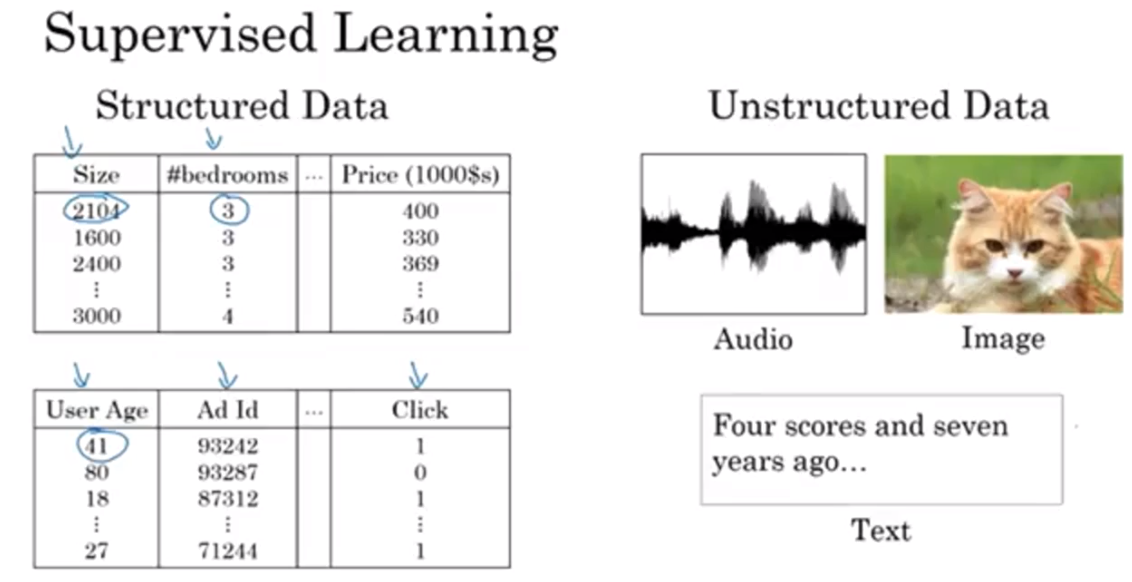 Supervised Learning
Structured Data
Size #bedrooms ... Price (1000$s)
2104 3 400
1600 3 330
2400 3 369
⋮ ⋮ ⋮
3000 4 540
User Age Ad Id ... Click
41 93242 1
80 93287 0
18 87312 1
⋮ ⋮ ⋮
27 71244 1
Unstructured Data
Audio Image
Four scores and seven
years ago...
Text